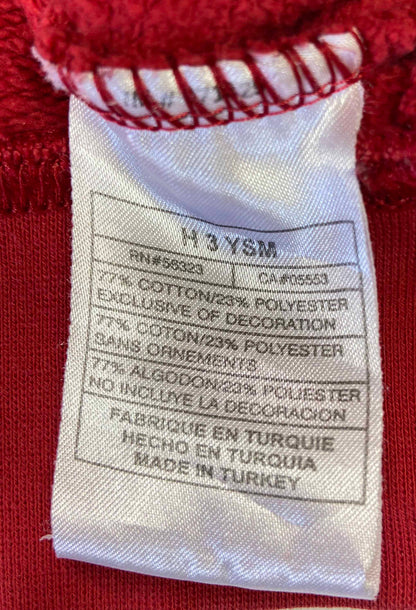 H 3 YSM
RN#56323 CA#05553
77% COTTON/23% POLYESTER
EXCLUSIVE OF DECORATION
77% COTON/23% POLYESTER
SANS ORNEMENTS
77% ALGODON/23% POLIESTER
NO INCLUYE LA DECORACION
FABRIQUE EN TURQUIE
HECHO EN TURQUIA
MADE IN TURKEY